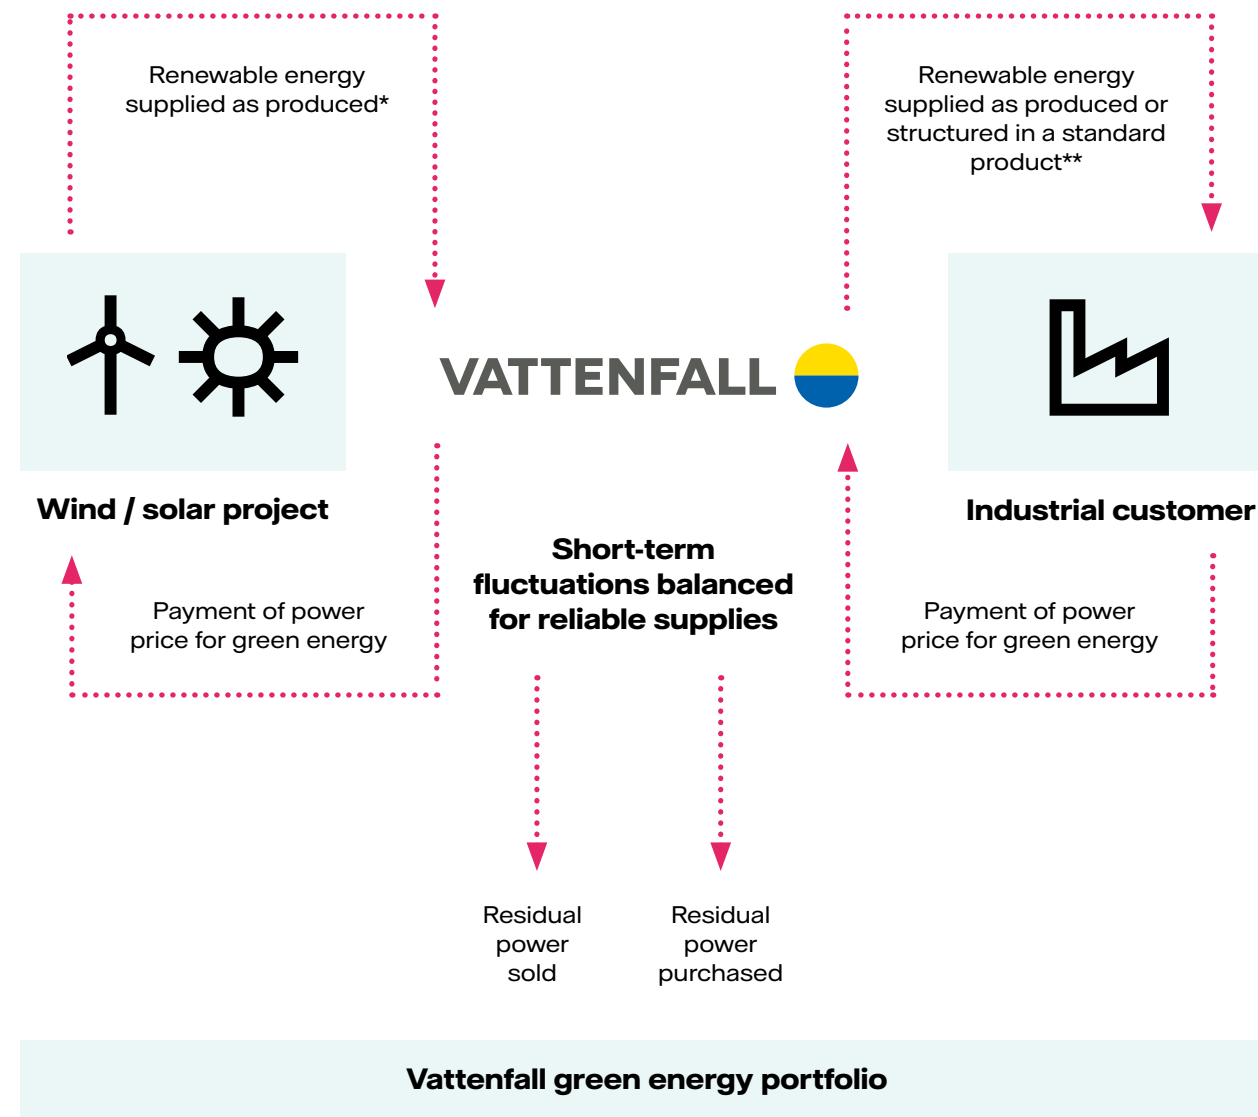 Renewable energy
supplied as produced*
Renewable energy
supplied as produced or
structured in a standard
product**
VATTENFALL
Wind / solar project
Industrial customer
Short-term
fluctuations balanced
for reliable supplies
Payment of power
price for green energy
Payment of power
price for green energy
Residual
power
sold
Residual
power
purchased
Vattenfall green energy portfolio